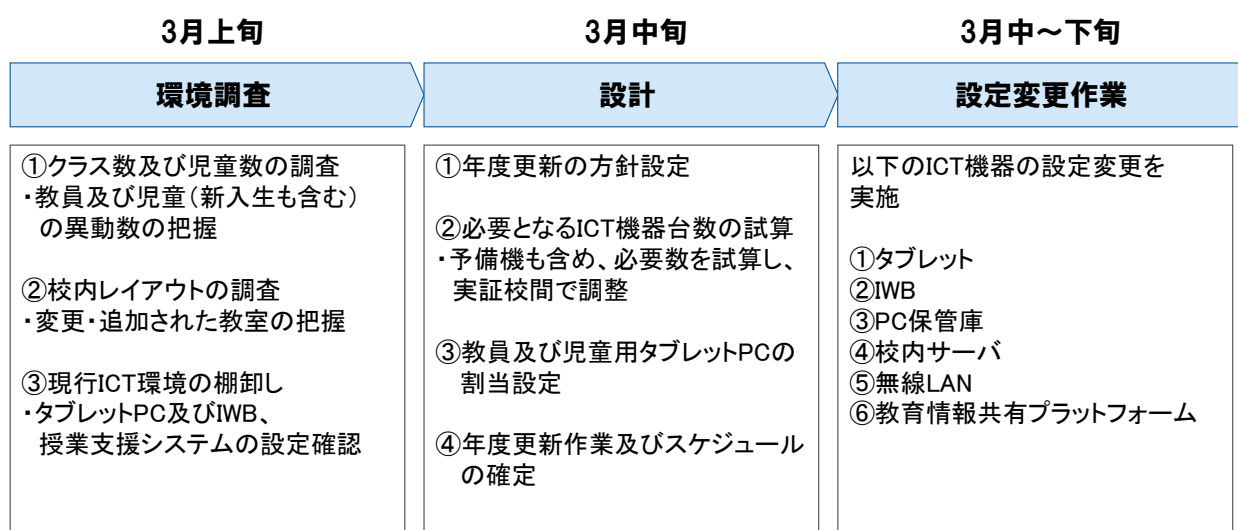 3月上旬
環境調査
①クラス数及び児童数の調査
・教員及び児童(新入生も含む)
の異動数の把握
②校内レイアウトの調査
・変更・追加された教室の把握
③現行ICT環境の棚卸し
・タブレットPC及びIWB、
授業支援システムの設定確認
3月中旬
設計
①年度更新の方針設定
②必要となるICT機器台数の試算
・予備機も含め、必要数を試算し、
実証校間で調整
③教員及び児童用タブレットPCの
割当設定
④年度更新作業及びスケジュール
の確定
3月中~下旬
設定変更作業
以下のICT機器の設定変更を
実施
①タブレット
②IWB
③PC保管庫
④校内サーバ
⑤無線LAN
⑥教育情報共有プラットフォーム